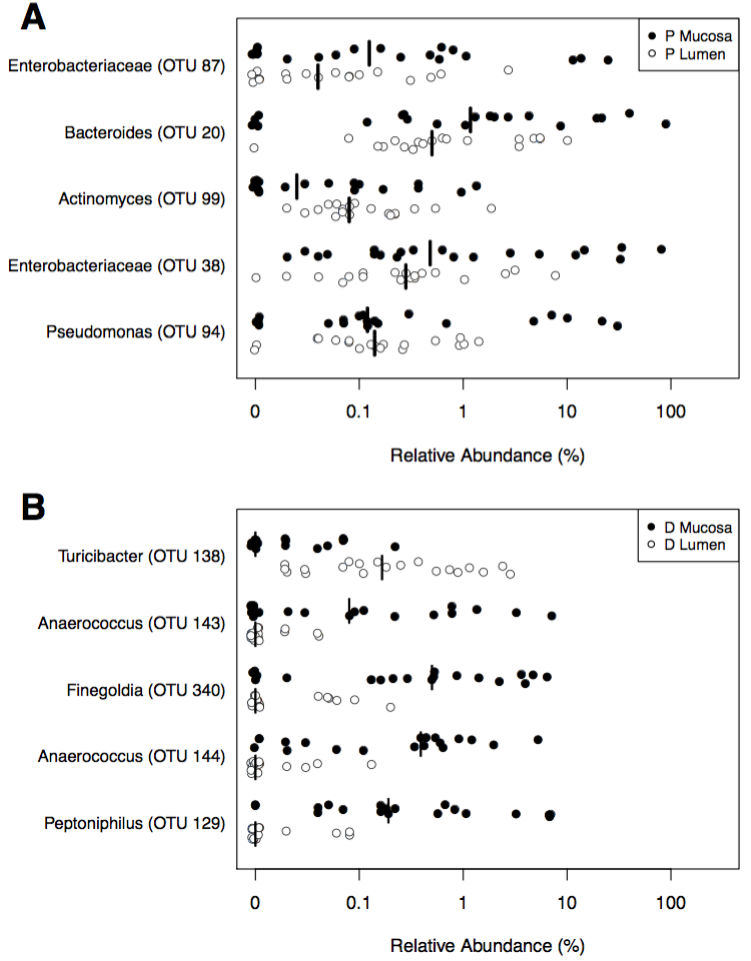 A
P Mucosa
P Lumen
Enterobacteriaceae (OTU 87)
Bacteroides (OTU 20)
Actinomyces (OTU 99)
Enterobacteriaceae (OTU 38)
Pseudomonas (OTU 94)
0 0.1 1 10 100
Relative Abundance (%)
B
D Mucosa
D Lumen
Turicibacter (OTU 138)
Anaerococcus (OTU 143)
Finegoldia (OTU 340)
Anaerococcus (OTU 144)
Peptoniphilus (OTU 129)
0 0.1 1 10 100
Relative Abundance (%)